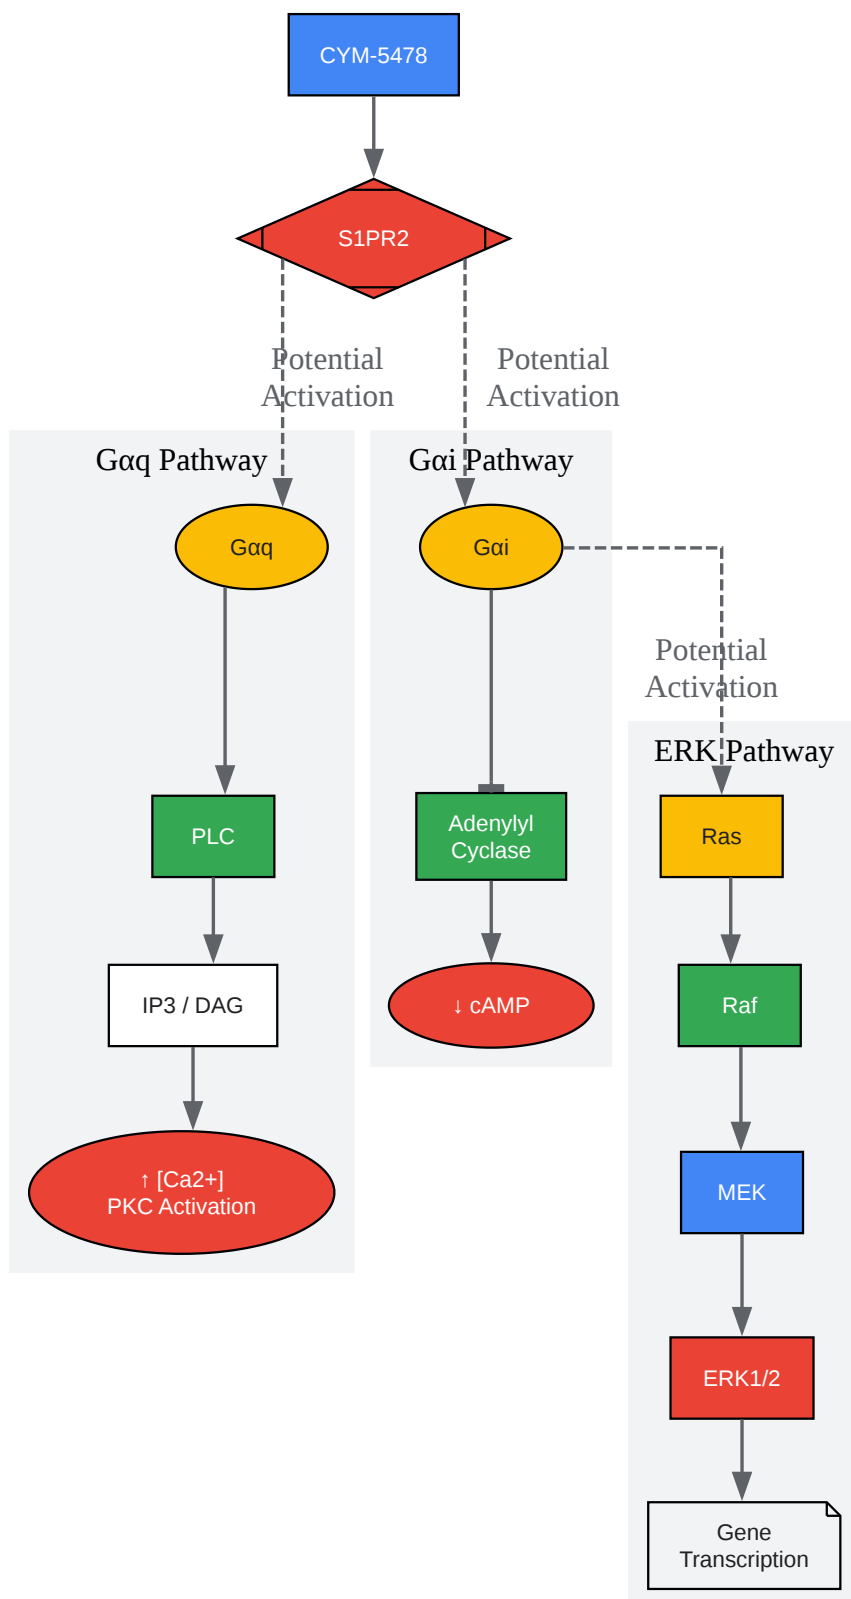 CYM-5478
S1PR2
Potential
Activation
Potential
Activation
Gαq Pathway
Gαi Pathway
Gαq
Gαi
Potential
Activation
ERK Pathway
PLC
Adenylyl
Cyclase
Ras
IP3 / DAG
↓ cAMP
Raf
↑ [Ca2+]
PKC Activation
MEK
ERK1/2
Gene
Transcription